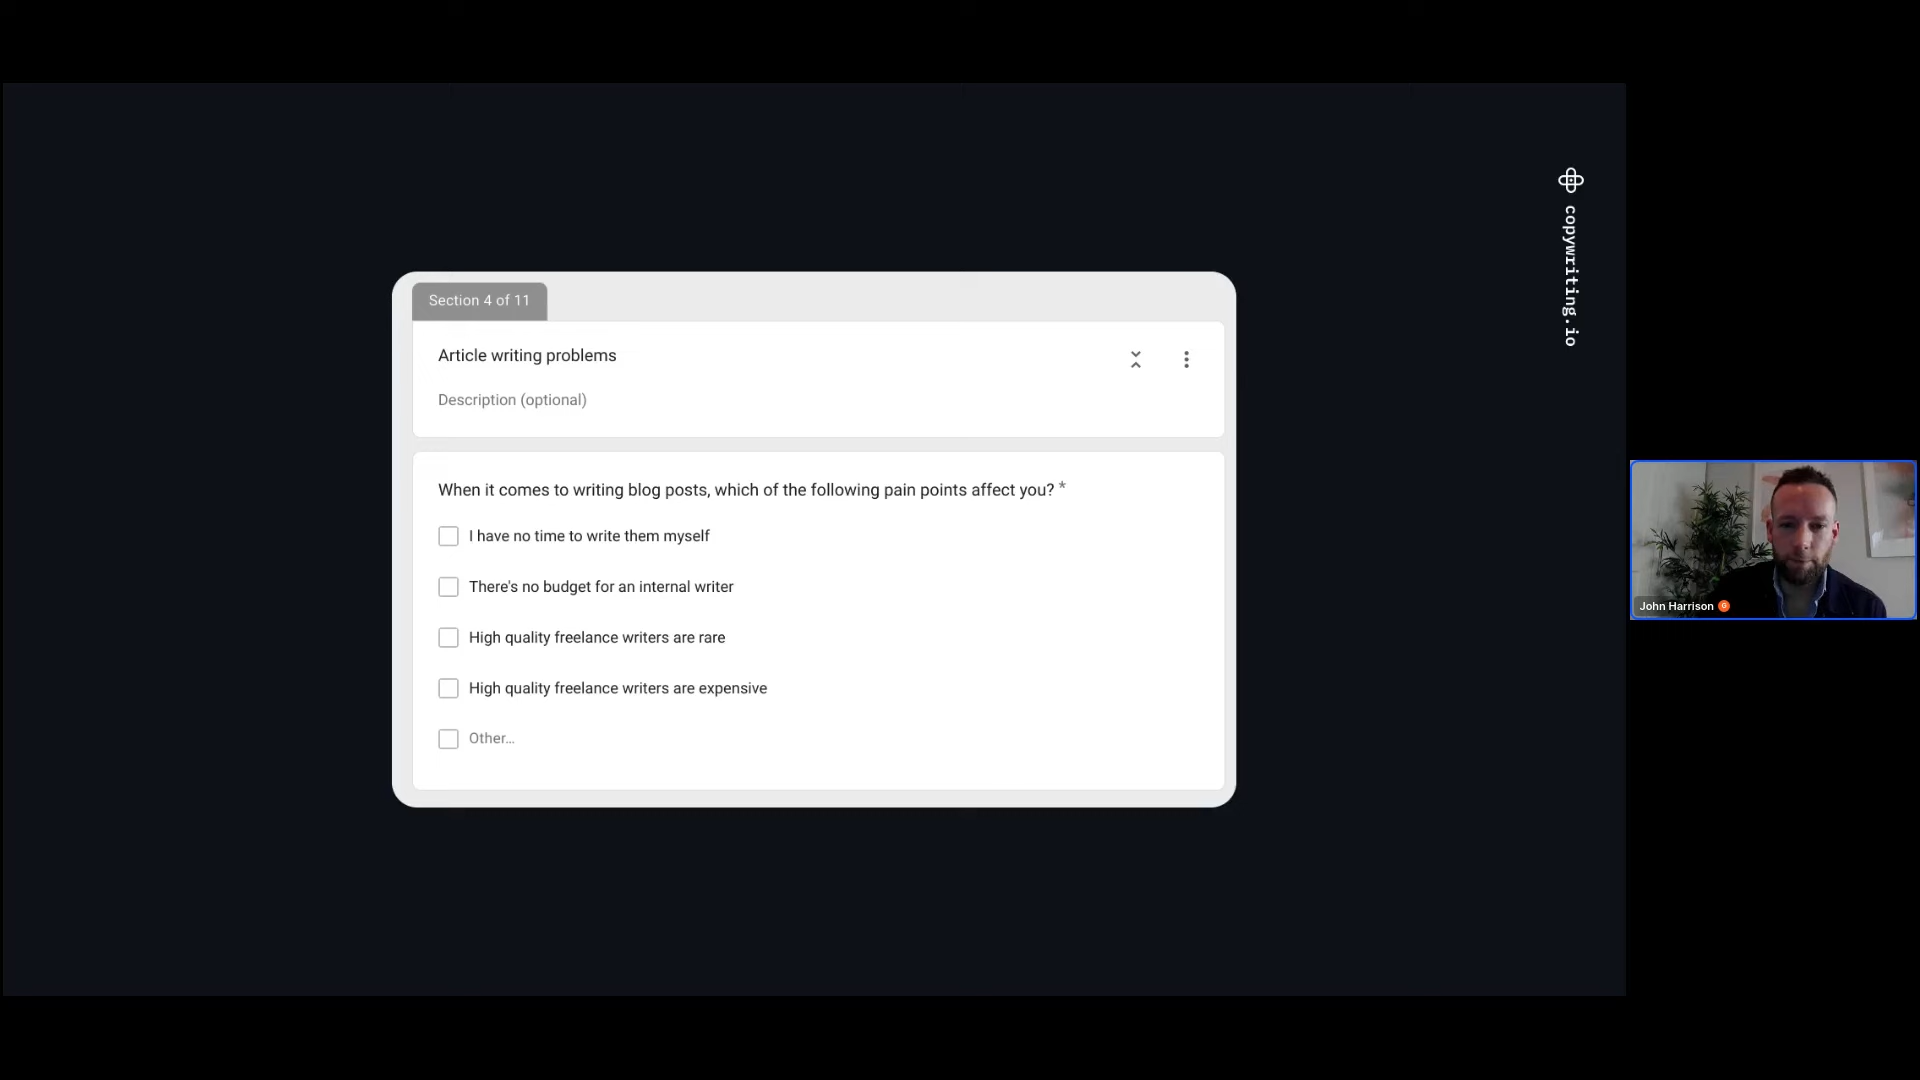 Section 4 of 11
Article writing problems
Description (optional)
When it comes to writing blog posts, which of the following pain points affect you? *
I have no time to write them myself
There's no budget for an internal writer
High quality freelance writers are rare
High quality freelance writers are expensive
Other...
copywriting.io
John Harrison